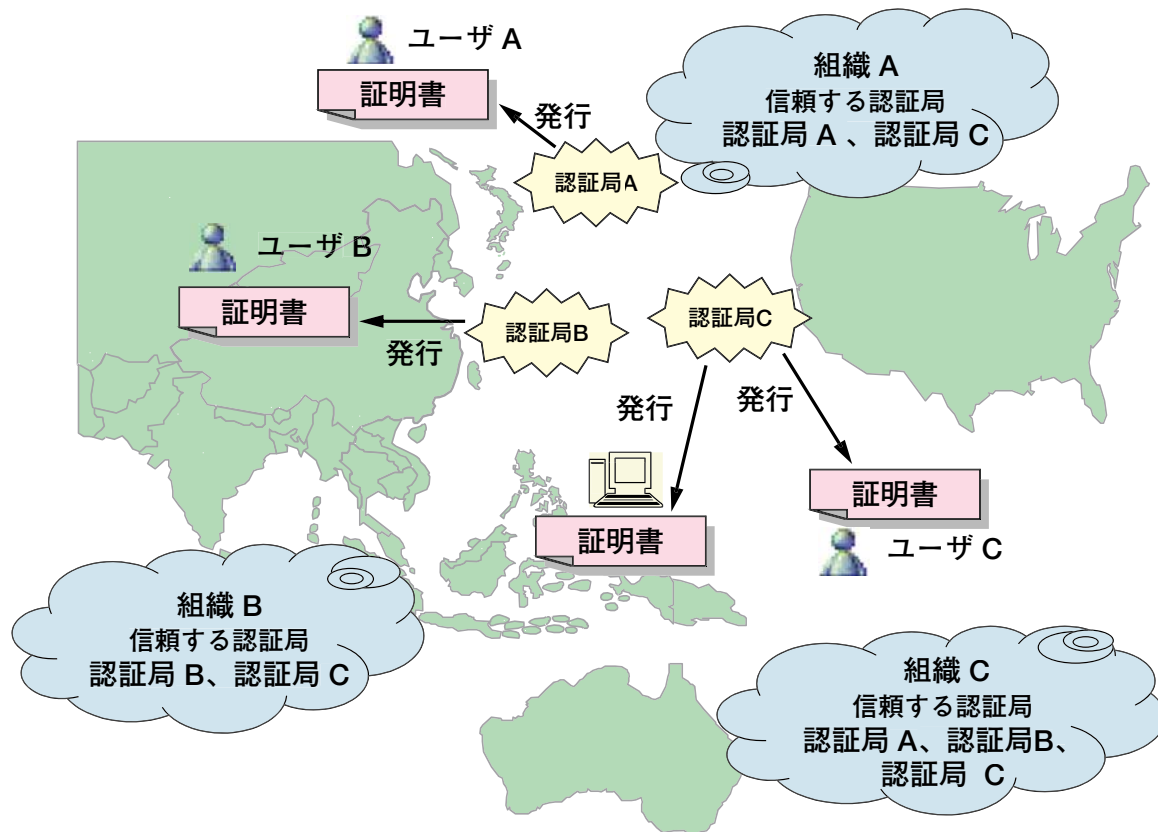 ユーザ A
証明書
発行
認証局A
組織 A
信頼する認証局
認証局 A 、認証局 C
ユーザ B
証明書
発行
認証局B
認証局C
発行
発行
証明書
証明書
ユーザ C
組織 B
信頼する認証局
認証局 B、認証局 C
組織 C
信頼する認証局
認証局 A、認証局B、
認証局 C